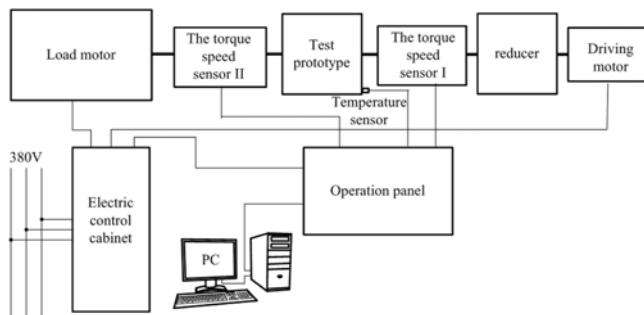 Load motor
The torque
speed
sensor II
Test
prototype
The torque
speed
sensor I
reducer
Driving
motor
Temperature
sensor
380V
Electric
control
cabinet
Operation panel
PC